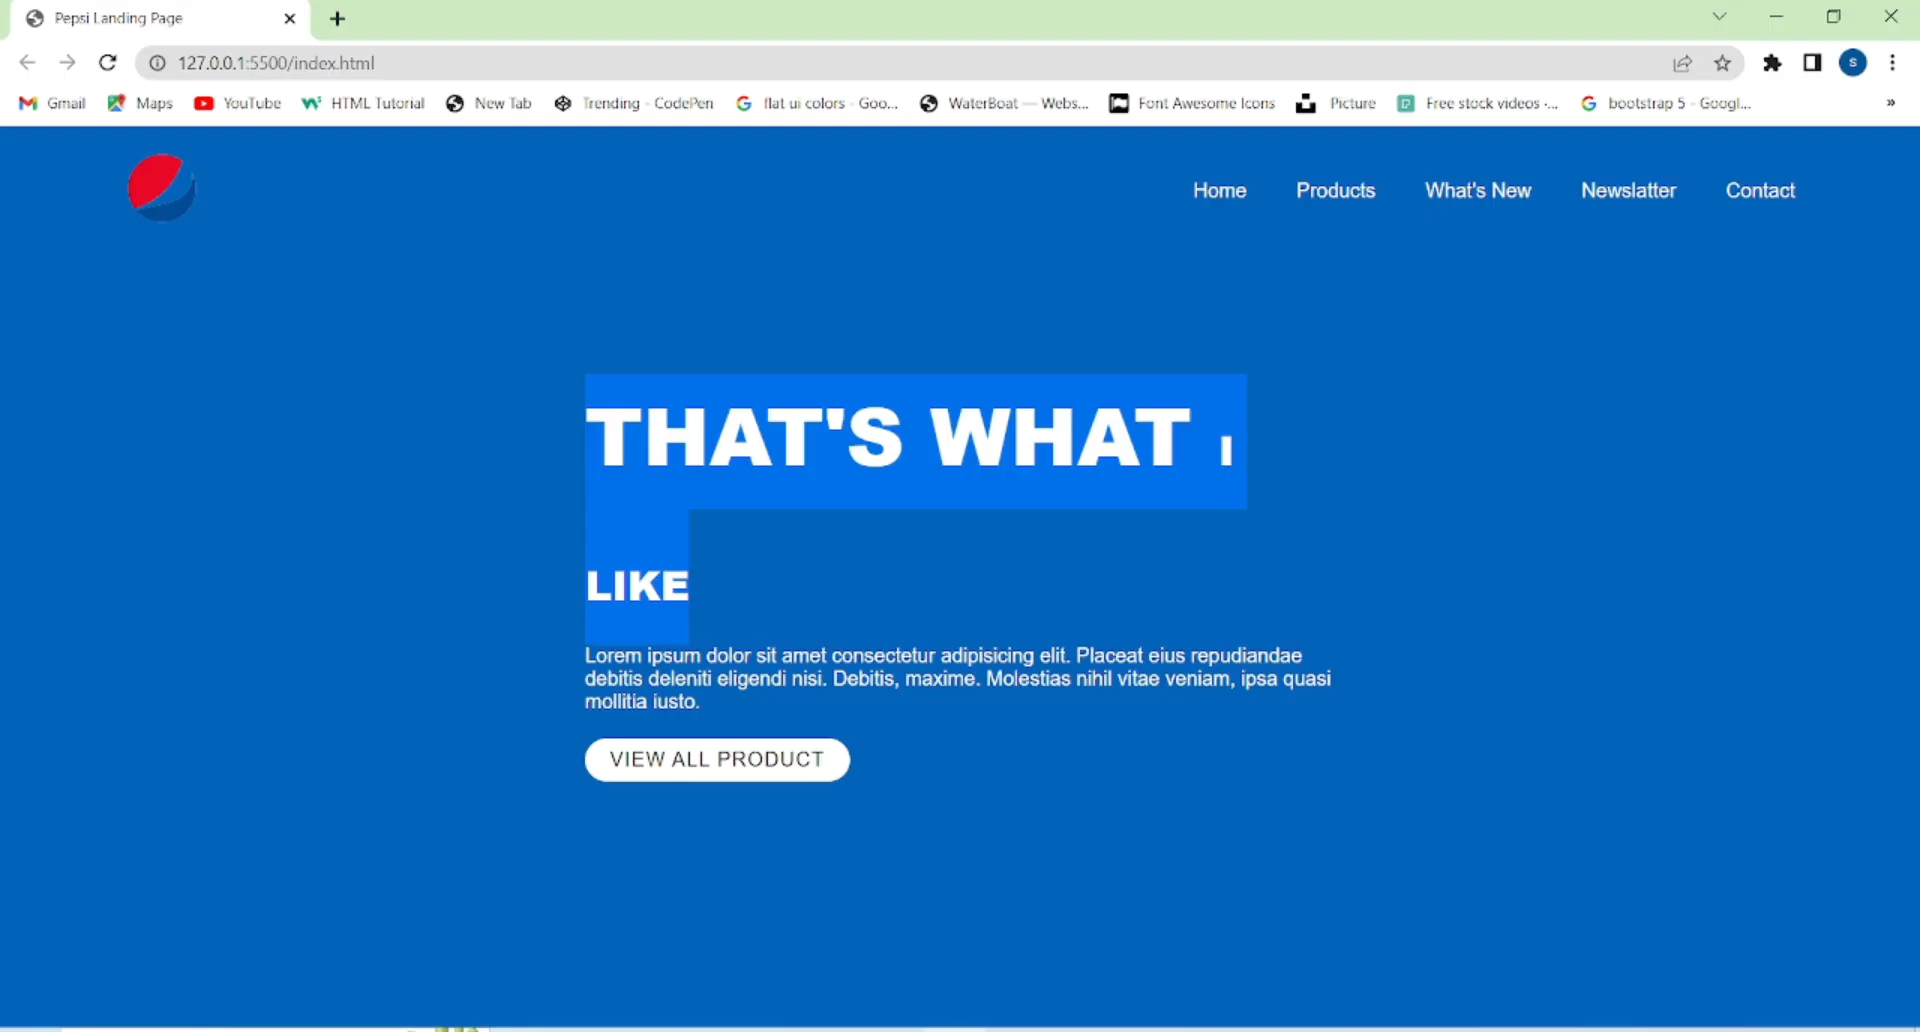 Pepsi Landing Page
127.0.0.1:5500/index.html
S
Gmail Maps YouTube HTML Tutorial New Tab Trending - CodePen flat ui colors - Goo... WaterBoat — Webs... Font Awesome Icons Picture Free stock videos ·... bootstrap 5 - Googl... »
Home Products What's New Newslatter Contact
THAT'S WHAT I
LIKE
Lorem ipsum dolor sit amet consectetur adipisicing elit. Placeat eius repudiandae
debitis deleniti eligendi nisi. Debitis, maxime. Molestias nihil vitae veniam, ipsa quasi
mollitia iusto.
VIEW ALL PRODUCT